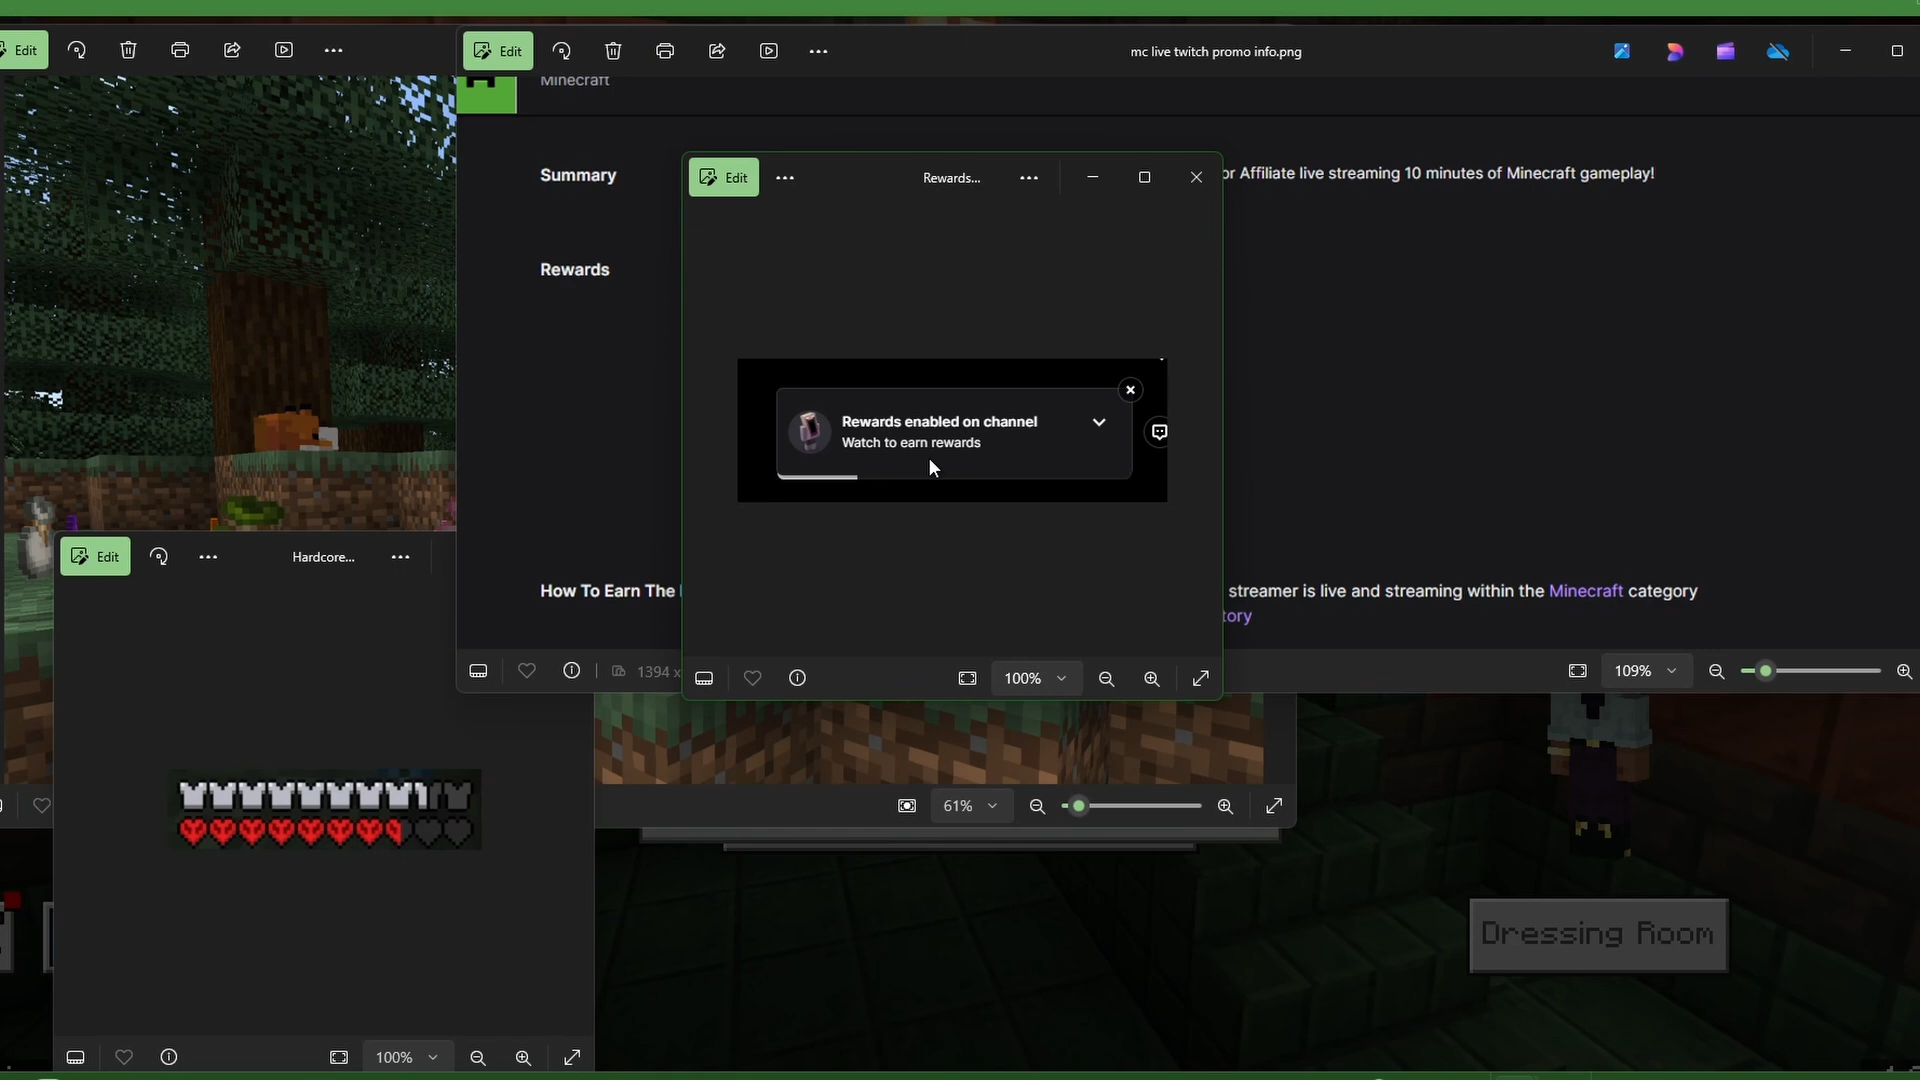 Edit
Edit
mc live twitch promo info.png
Minecraft
Summary
or Affiliate live streaming 10 minutes of Minecraft gameplay!
Edit
Rewards...
Rewards
Rewards enabled on channel
Watch to earn rewards
How To Earn The
streamer is live and streaming within the Minecraft category
tory
Edit
Hardcore...
1394 x
100%
109%
61%
Dressing Room
100%